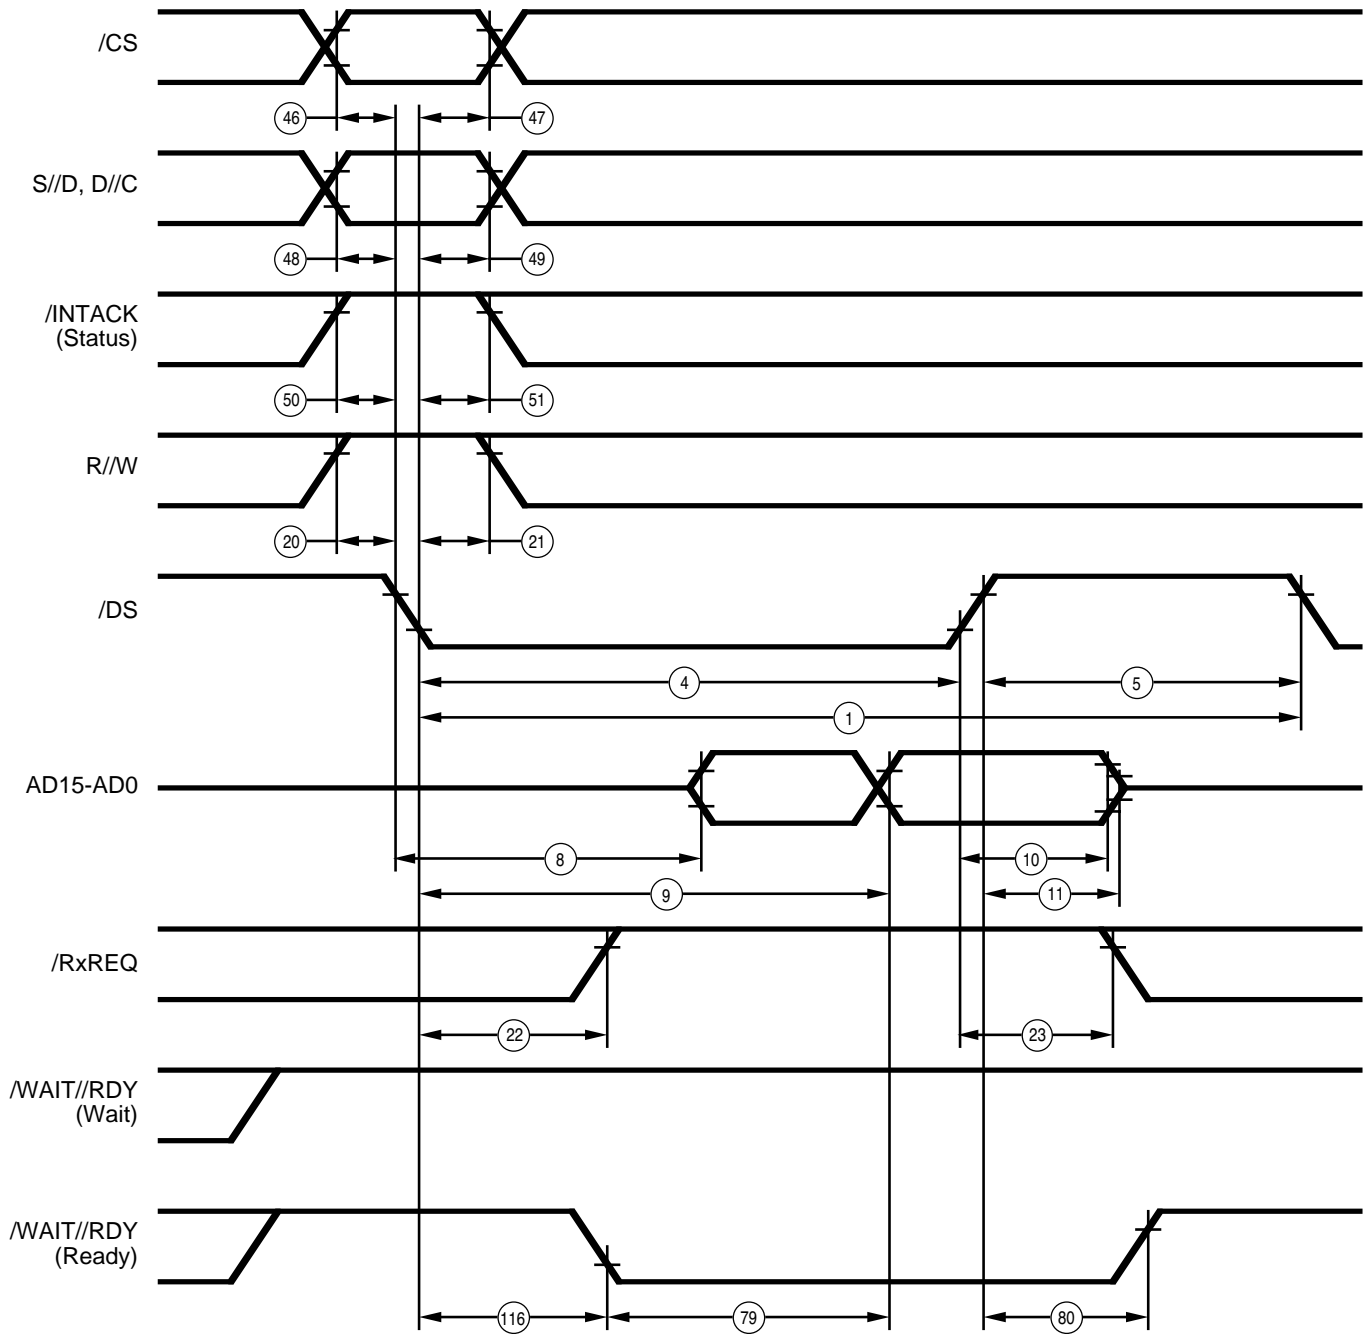 /CS
46
47
S//D, D//C
48
49
/INTACK
(Status)
50
51
R//W
20
21
/DS
4
5
1
AD15-AD0
8
10
9
11
/RxREQ
22
23
/WAIT//RDY
(Wait)
/WAIT//RDY
(Ready)
116
79
80